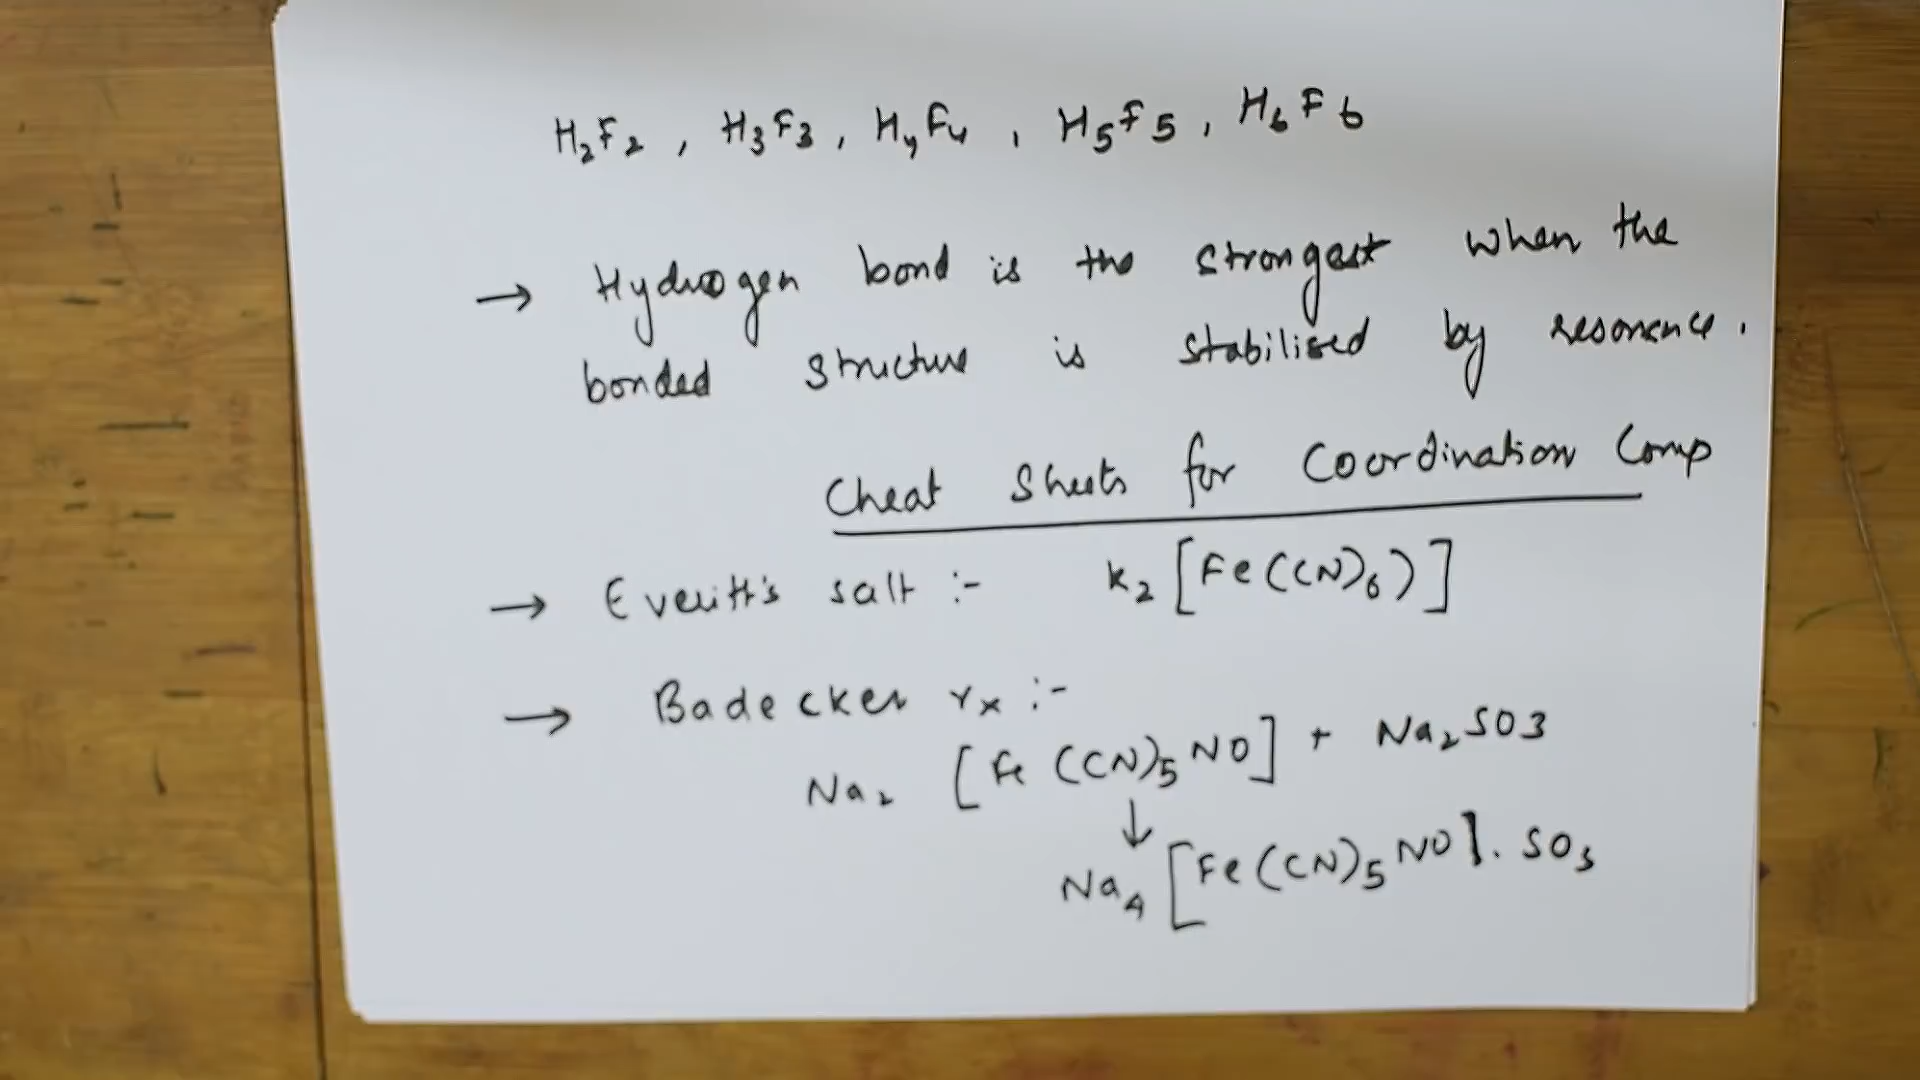 H₂F₂, H₃F₃, H₄F₄, H₅F₅, H₆F₆
→ Hydrogen bond is the strongest when the
bonded structure is stabilised by resonance.
Cheat Sheets for Coordination Comp
→ Everitt's salt :- K₂[Fe(CN)₆)]
→ Badecker rx :-
Na₂ [Fe (CN)₅ NO] + Na₂SO3
↓
Na₄ [Fe(CN)₅ NO]. SO₃